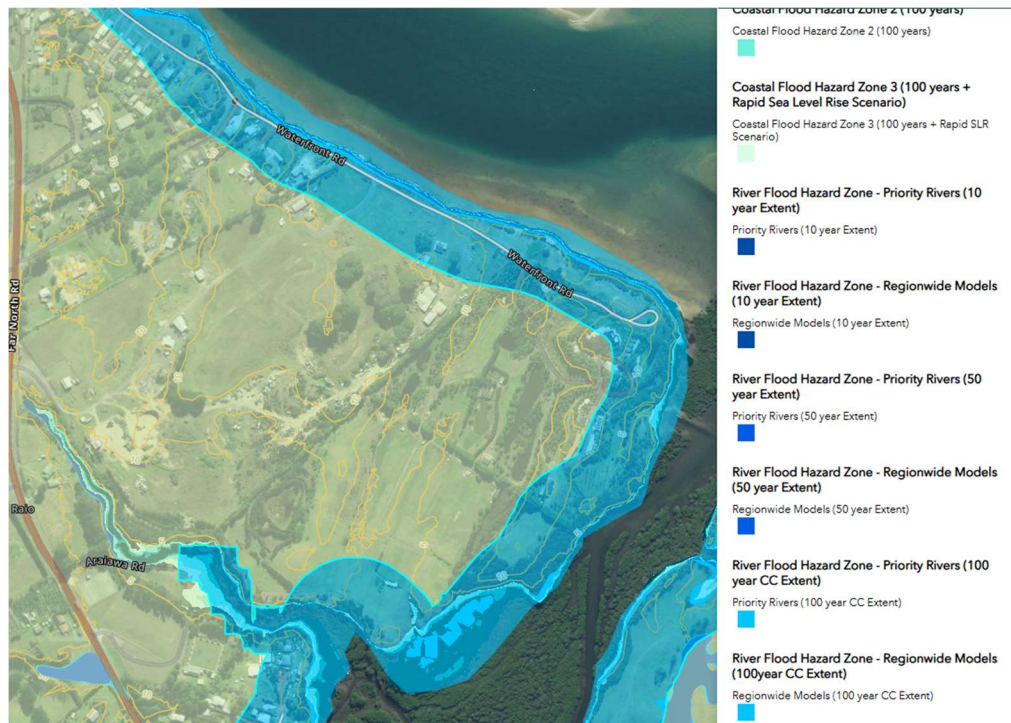 Coastal Flood Hazard Zone 2 (100 years)
Coastal Flood Hazard Zone 2 (100 years)
Coastal Flood Hazard Zone 3 (100 years +
Rapid Sea Level Rise Scenario)
Coastal Flood Hazard Zone 3 (100 years + Rapid SLR
Scenario)
River Flood Hazard Zone - Priority Rivers (10
year Extent)
Priority Rivers (10 year Extent)
River Flood Hazard Zone - Regionwide Models
(10 year Extent)
Regionwide Models (10 year Extent)
River Flood Hazard Zone - Priority Rivers (50
year Extent)
Priority Rivers (50 year Extent)
River Flood Hazard Zone - Regionwide Models
(50 year Extent)
Regionwide Models (50 year Extent)
River Flood Hazard Zone - Priority Rivers (100
year CC Extent)
Priority Rivers (100 year CC Extent)
River Flood Hazard Zone - Regionwide Models
(100year CC Extent)
Regionwide Models (100 year CC Extent)
Waterfront Rd
Waterfront Rd
Far North Rd
Raio
Araiawa Rd